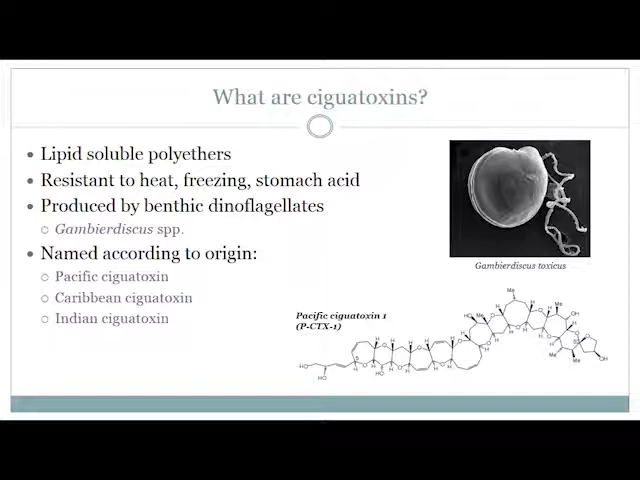 What are ciguatoxins?
Lipid soluble polyethers
Resistant to heat, freezing, stomach acid
Produced by benthic dinoflagellates
Gambierdiscus spp.
Named according to origin:
Pacific ciguatoxin
Caribbean ciguatoxin
Indian ciguatoxin
Gambierdiscus toxicus
Pacific ciguatoxin 1
(P-CTX-1)